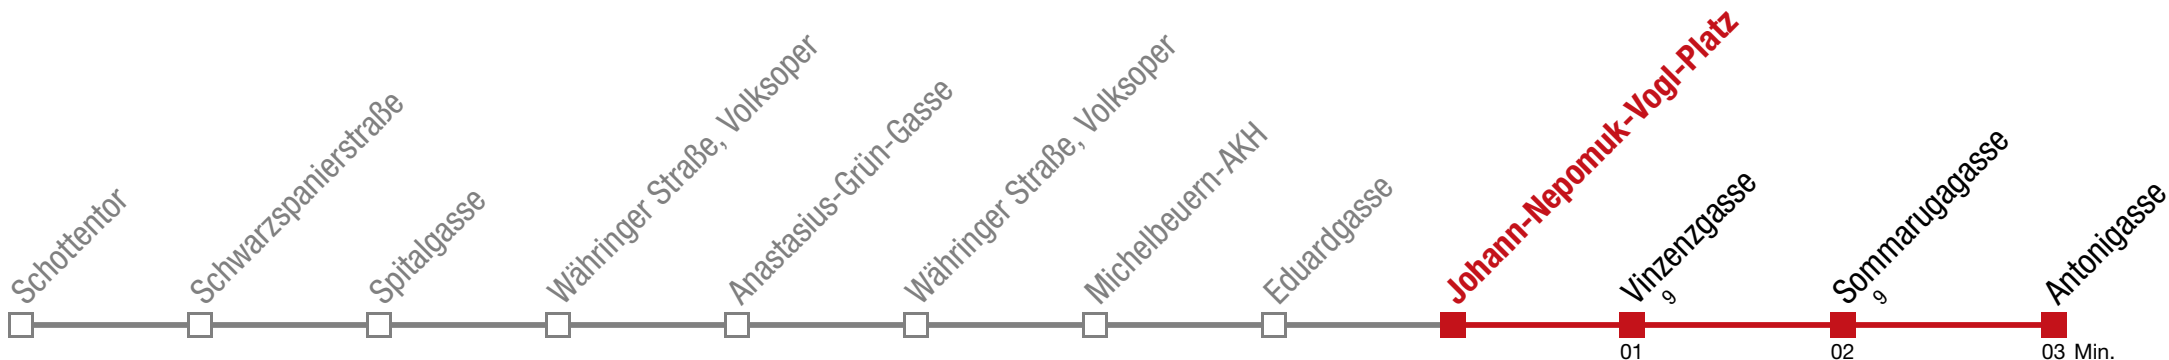 Schottentor
Schwarzspanierstraße
Spitalgasse
Währinger Straße, Volksoper
Anastasius-Grün-Gasse
Währinger Straße, Volksoper
Michelbeuern-AKH
Eduardgasse
Johann-Nepomuk-Vogl-Platz
Vinzenzgasse
9
Sommarugagasse
9
Antonigasse
01
02
03 Min.